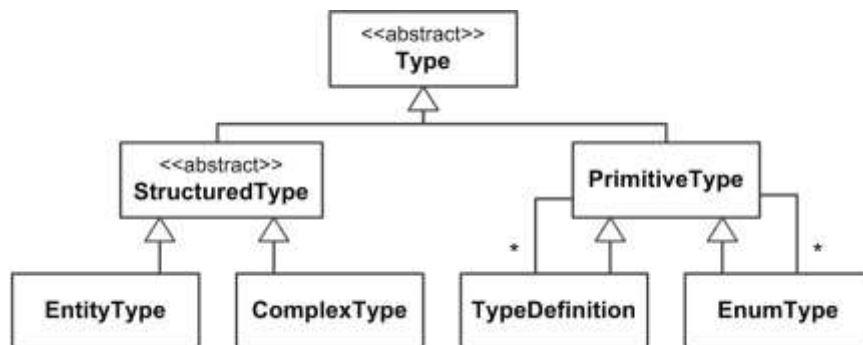 <<abstract>>
Type
<<abstract>>
StructuredType
PrimitiveType
*
*
EntityType
ComplexType
TypeDefinition
EnumType